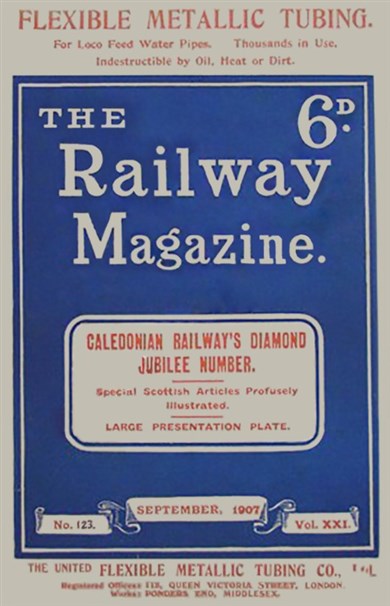 FLEXIBLE METALLIC TUBING.
For Loco Feed Water Pipes. Thousands in Use.
Indestructible by Oil, Heat or Dirt.
THE 6D.
Railway
Magazine.
CALEDONIAN RAILWAY'S DIAMOND
JUBILEE NUMBER.
Special Scottish Articles Profusely
Illustrated.
LARGE PRESENTATION PLATE.
No. 123. SEPTEMBER, 1907 Vol. XXI.
THE UNITED FLEXIBLE METALLIC TUBING CO., Ltd.
Registered Offices: 112, QUEEN VICTORIA STREET, LONDON.
Works: PONDERS END, MIDDLESEX.